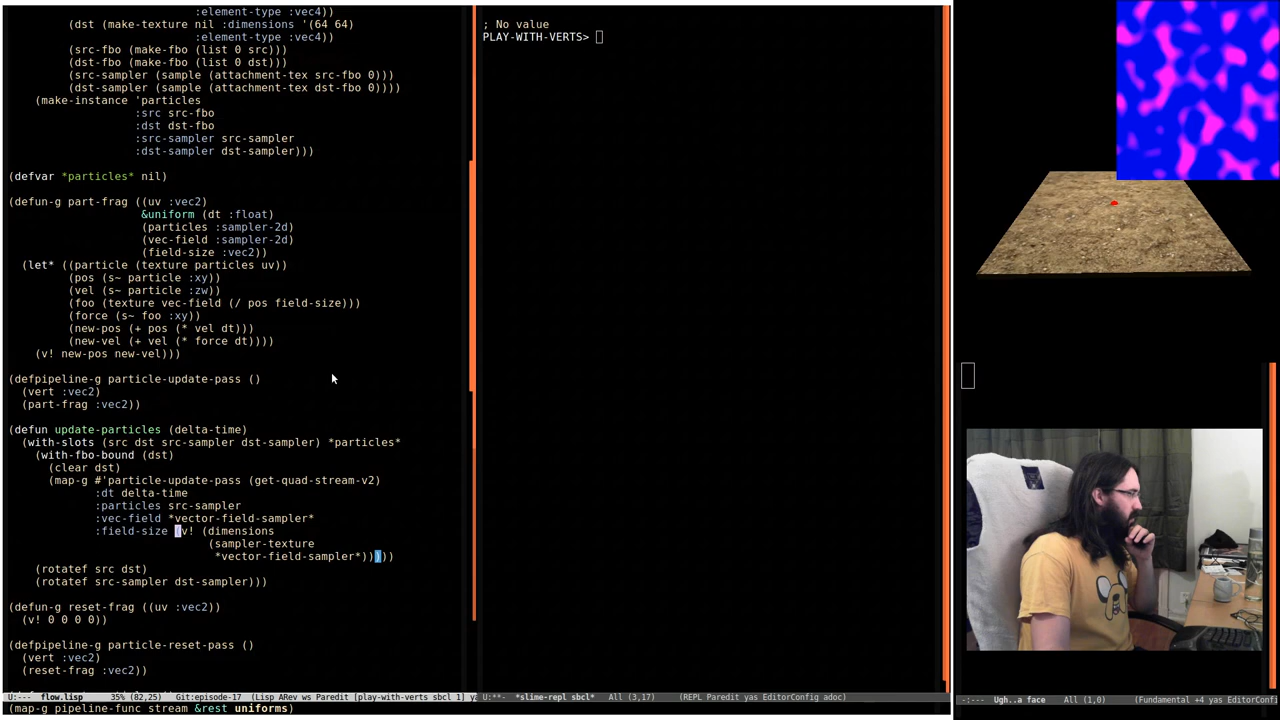 :element-type :vec4))
(dst (make-texture nil :dimensions '(64 64)
:element-type :vec4))
(src-fbo (make-fbo (list 0 src)))
(dst-fbo (make-fbo (list 0 dst)))
(src-sampler (sample (attachment-tex src-fbo 0)))
(dst-sampler (sample (attachment-tex dst-fbo 0))))
(make-instance 'particles
:src src-fbo
:dst dst-fbo
:src-sampler src-sampler
:dst-sampler dst-sampler)))
(defvar *particles* nil)
(defun-g part-frag ((uv :vec2)
&uniform (dt :float)
(particles :sampler-2d)
(vec-field :sampler-2d)
(field-size :vec2))
(let* ((particle (texture particles uv))
(pos (s~ particle :xy))
(vel (s~ particle :zw))
(foo (texture vec-field (/ pos field-size)))
(force (s~ foo :xy))
(new-pos (+ pos (* vel dt)))
(new-vel (+ vel (* force dt))))
(v! new-pos new-vel)))
(defpipeline-g particle-update-pass ()
(vert :vec2)
(part-frag :vec2))
(defun update-particles (delta-time)
(with-slots (src dst src-sampler dst-sampler) *particles*
(with-fbo-bound (dst)
(clear dst)
(map-g #'particle-update-pass (get-quad-stream-v2)
:dt delta-time
:particles src-sampler
:vec-field *vector-field-sampler*
:field-size (v! (dimensions
(sampler-texture
*vector-field-sampler*)))))
(rotatef src dst)
(rotatef src-sampler dst-sampler)))
(defun-g reset-frag ((uv :vec2))
(v! 0 0 0 0))
(defpipeline-g particle-reset-pass ()
(vert :vec2)
(reset-frag :vec2))
U:--- flow.lisp 35% (82,25) Git:episode-17 (Lisp ARev ws Paredit [play-with-verts sbcl 1] ya
(map-g pipeline-func stream &rest uniforms)
; No value
PLAY-WITH-VERTS>
U:**- *slime-repl sbcl* All (3,17) (REPL Paredit yas EditorConfig adoc)
-:--- Ugh..a face All (1,0) (Fundamental +4 yas EditorConfi